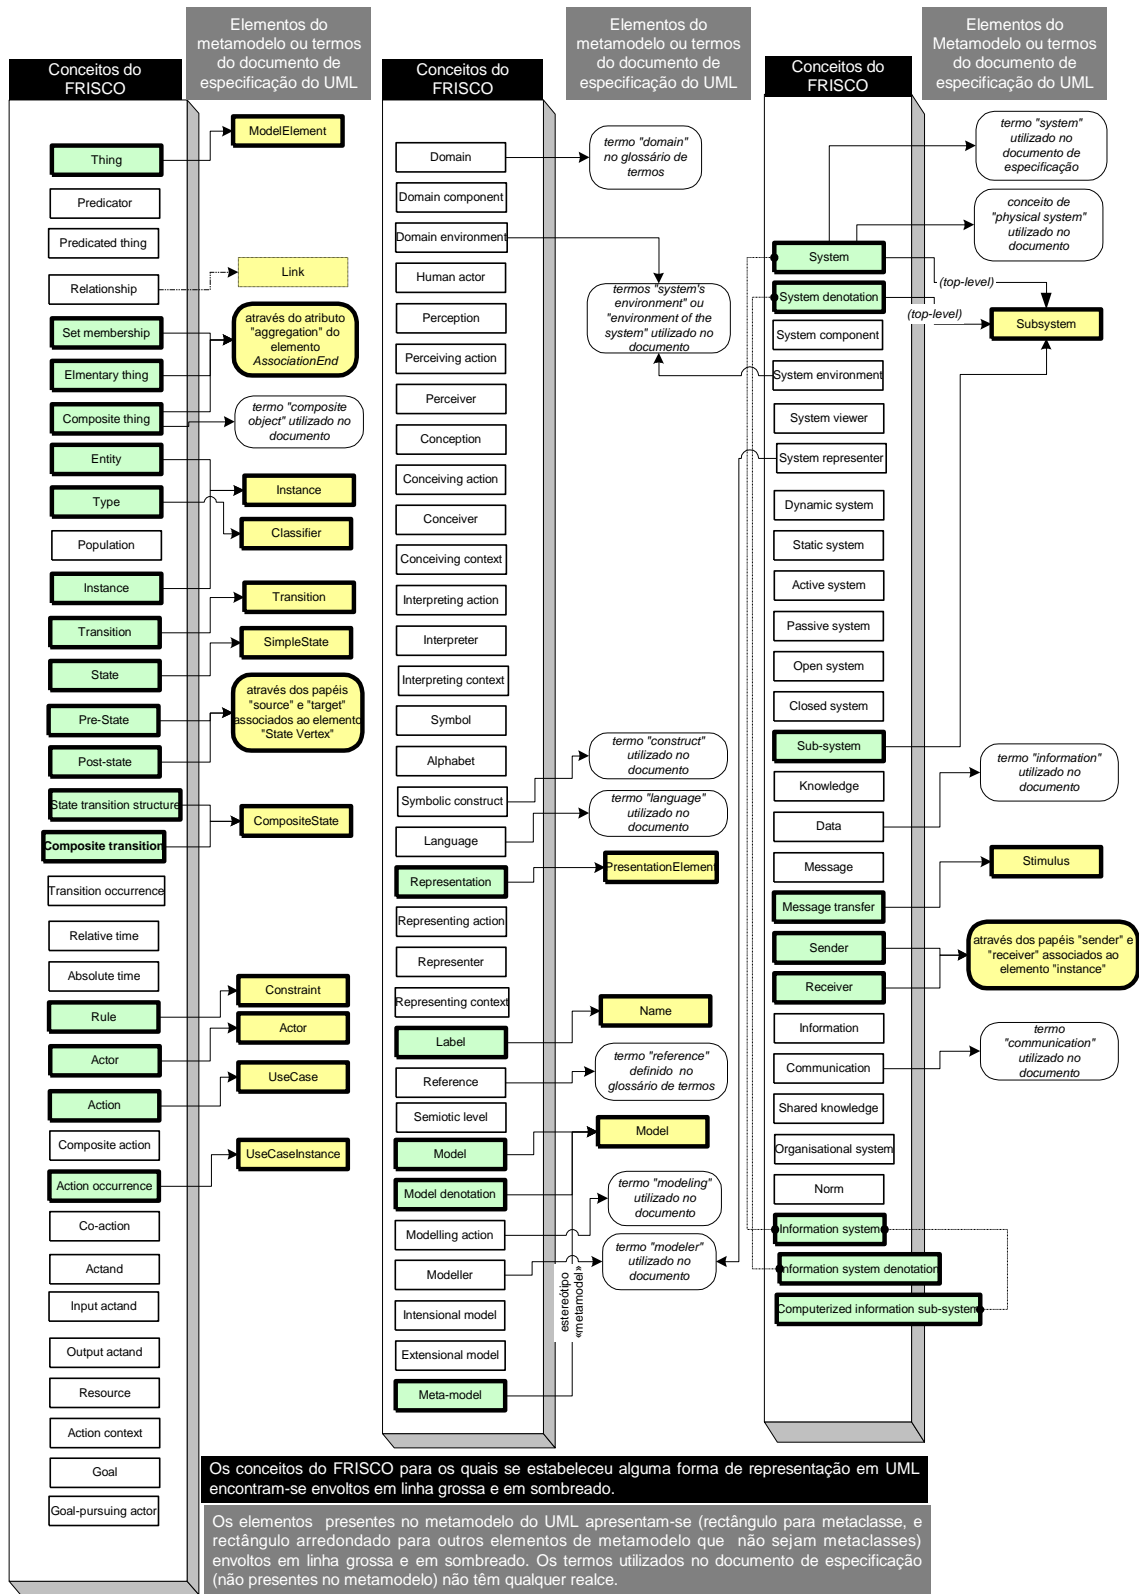 Elementos do
metamodelo ou termos
do documento de
especificação do UML
Conceitos do
FRISCO
ModelElement
Thing
Predicator
Predicated thing
Link
Relationship
através do atributo
"aggregation" do
elemento
AssociationEnd
Set membership
Elmentary thing
Composite thing
termo "composite
object" utilizado no
documento
Entity
Instance
Type
Classifier
Population
Instance
Transition
Transition
SimpleState
State
através dos papéis
"source" e "target"
associados ao elemento
"State Vertex"
Pre-State
Post-state
State transition structure
CompositeState
Composite transition
Transition occurrence
Relative time
Absolute time
Constraint
Rule
Actor
Actor
UseCase
Action
Composite action
UseCaseInstance
Action occurrence
Co-action
Actand
Input actand
Output actand
Resource
Action context
Goal
Goal-pursuing actor
Elementos do
metamodelo ou termos
do documento de
especificação do UML
Conceitos do
FRISCO
Domain
termo "domain"
no glossário de
termos
Domain component
Domain environment
Human actor
termos "system's
environment" ou
"environment of the
system" utilizado no
documento
Perception
Perceiving action
Perceiver
Conception
Conceiving action
Conceiver
Conceiving context
Interpreting action
Interpreter
Interpreting context
Symbol
Alphabet
termo "construct"
utilizado no
documento
Symbolic construct
termo "language"
utilizado no
documento
Language
PresentationElement
Representation
Representing action
Representer
Representing context
Name
Label
termo "reference"
definido no
glossário de termos
Reference
Semiotic level
Model
Model
Model denotation
termo "modeling"
utilizado no
documento
Modelling action
termo "modeler"
utilizado no
documento
Modeller
estereótipo
«metamodel»
Intensional model
Extensional model
Meta-model
Elementos do
Metamodelo ou termos
do documento de
especificação do UML
Conceitos do
FRISCO
termo "system"
utilizado no
documento de
especificação
conceito de
"physical system"
utilizado no
documento
System
(top-level)
System denotation
(top-level)
Subsystem
System component
System environment
System viewer
System representer
Dynamic system
Static system
Active system
Passive system
Open system
Closed system
Sub-system
termo "information"
utilizado no
documento
Knowledge
Data
Message
Stimulus
Message transfer
através dos papéis "sender" e
"receiver" associados ao
elemento "instance"
Sender
Receiver
Information
termo
"communication"
utilizado no
documento
Communication
Shared knowledge
Organisational system
Norm
Information system
Information system denotation
Computerized information sub-system
Os conceitos do FRISCO para os quais se estabeleceu alguma forma de representação em UML
encontram-se envoltos em linha grossa e em sombreado.
Os elementos presentes no metamodelo do UML apresentam-se (rectângulo para metaclasse, e
rectângulo arredondado para outros elementos de metamodelo que não sejam metaclasses)
envoltos em linha grossa e em sombreado. Os termos utilizados no documento de especificação
(não presentes no metamodelo) não têm qualquer realce.